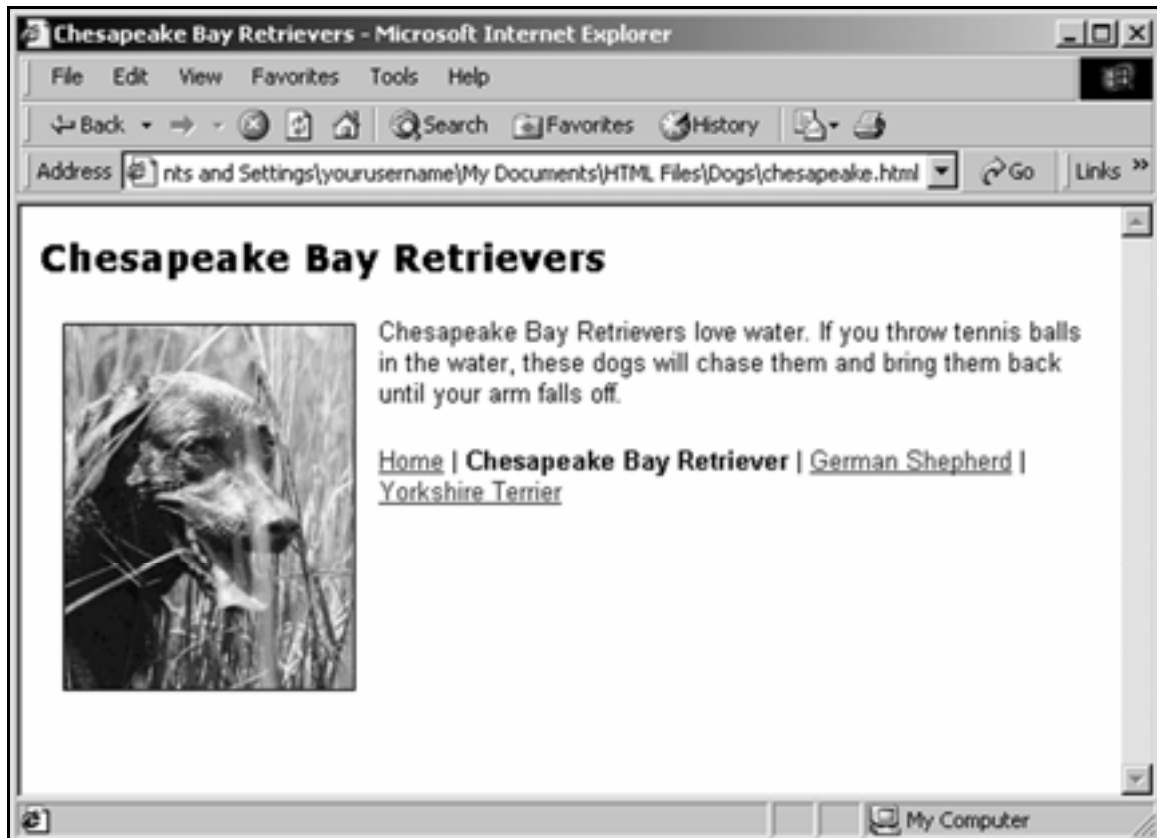 Chesapeake Bay Retrievers - Microsoft Internet Explorer
File Edit View Favorites Tools Help
Back Search Favorites History
Address nts and Settings\yourusername\My Documents\HTML Files\Dogs\chesapeake.html Go Links »
Chesapeake Bay Retrievers
Chesapeake Bay Retrievers love water. If you throw tennis balls
in the water, these dogs will chase them and bring them back
until your arm falls off.
Home | Chesapeake Bay Retriever | German Shepherd |
Yorkshire Terrier
My Computer